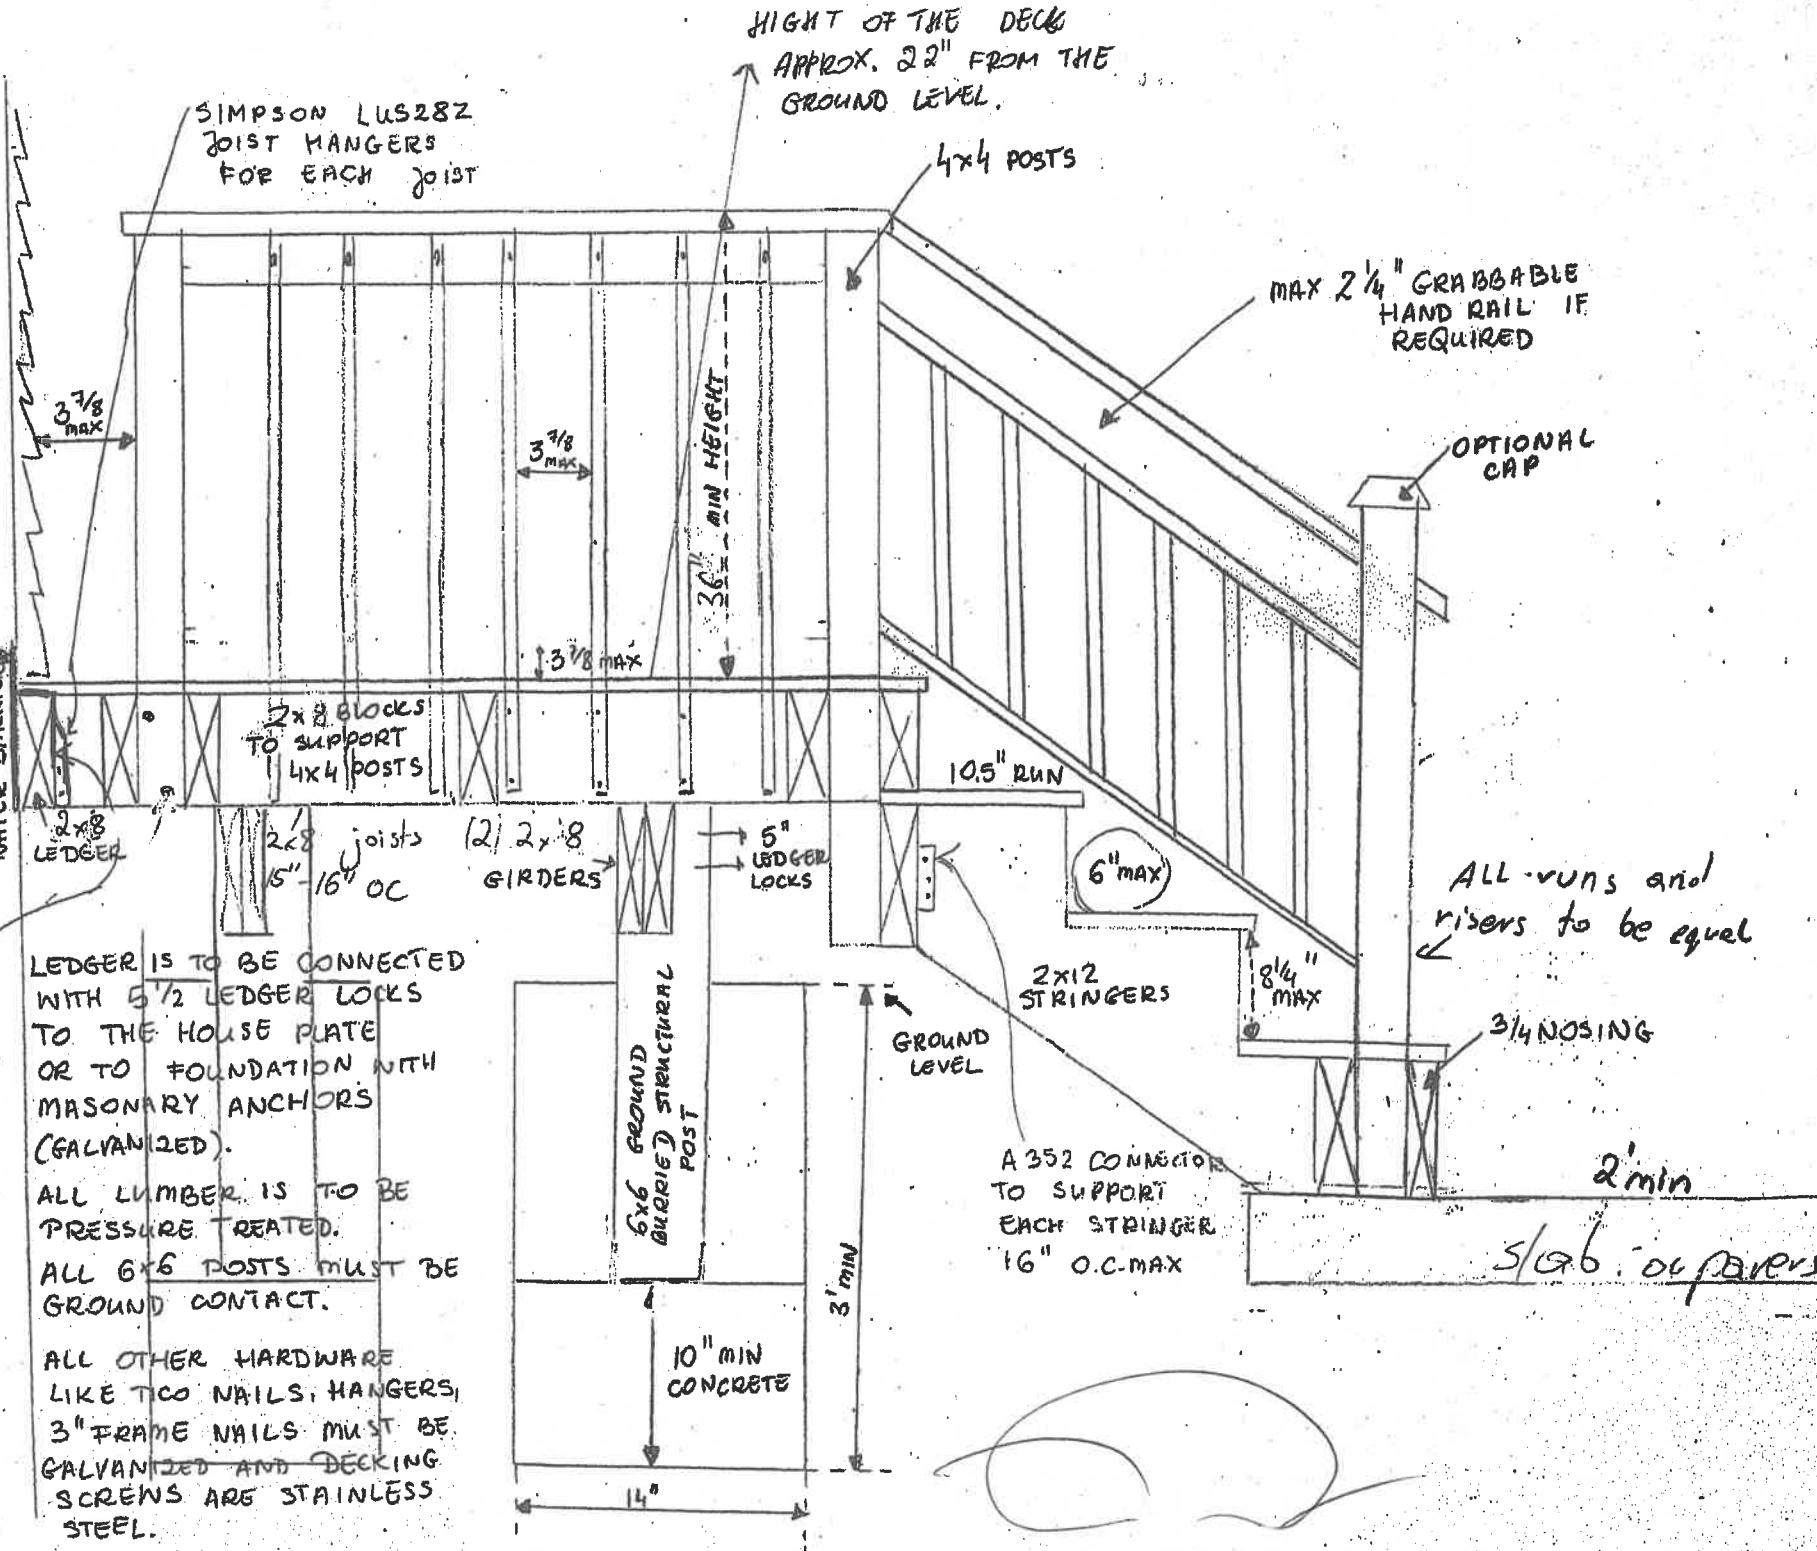 HIGHT OF THE DECK
APPROX. 22" FROM THE
GROUND LEVEL.
SIMPSON LUS28Z
JOIST HANGERS
FOR EACH JOIST
4x4 POSTS
MAX 2 1/4" GRABBABLE
HAND RAIL IF
REQUIRED
OPTIONAL
CAP
3 7/8
MAX
3 7/8
MAX
36" MIN HEIGHT
3 7/8 MAX
2x8 BLOCKS
TO SUPPORT
4x4 POSTS
10.5" RUN
2x8
LEDGER
2x8 joists
15"-16" OC
(2) 2x8
GIRDERS
5"
LEDGER
LOCKS
6" MAX
ALL runs and
risers to be equal
LEDGER IS TO BE CONNECTED
WITH 5 1/2 LEDGER LOCKS
TO THE HOUSE PLATE
OR TO FOUNDATION WITH
MASONARY ANCHORS
(GALVANIZED).
ALL LUMBER IS TO BE
PRESSURE TREATED.
ALL 6x6 POSTS MUST BE
GROUND CONTACT.
ALL OTHER HARDWARE
LIKE TICO NAILS, HANGERS,
3" FRAME NAILS MUST BE
GALVANIZED AND DECKING
SCREWS ARE STAINLESS
STEEL.
6x6 GROUND
BURRIED STRUCTURAL
POST
GROUND
LEVEL
2x12
STRINGERS
8 1/4"
MAX
3/4 NOSING
A352 CONNECTOR
TO SUPPORT
EACH STRINGER
16" O.C. MAX
2' min
Slab or pavers
3' MIN
10" MIN
CONCRETE
14"